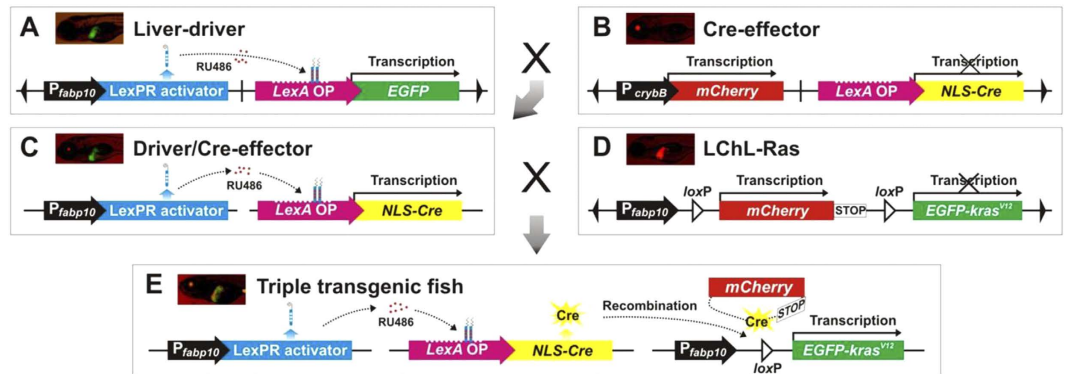 A Liver-driver
RU486
Transcription
Pfabp10 LexPR activator LexA OP EGFP
X
B Cre-effector
Transcription
P crybB mCherry LexA OP NLS-Cre
C Driver/Cre-effector
RU486
Transcription
Pfabp10 LexPR activator LexA OP NLS-Cre
X
D LChL-Ras
loxP Transcription loxP Transcription
Pfabp10 mCherry STOP EGFP-krasV12
E Triple transgenic fish
RU486
Cre
Recombination
mCherry
Cre STOP
Transcription
Pfabp10 LexPR activator LexA OP NLS-Cre Pfabp10 EGFP-krasV12
loxP